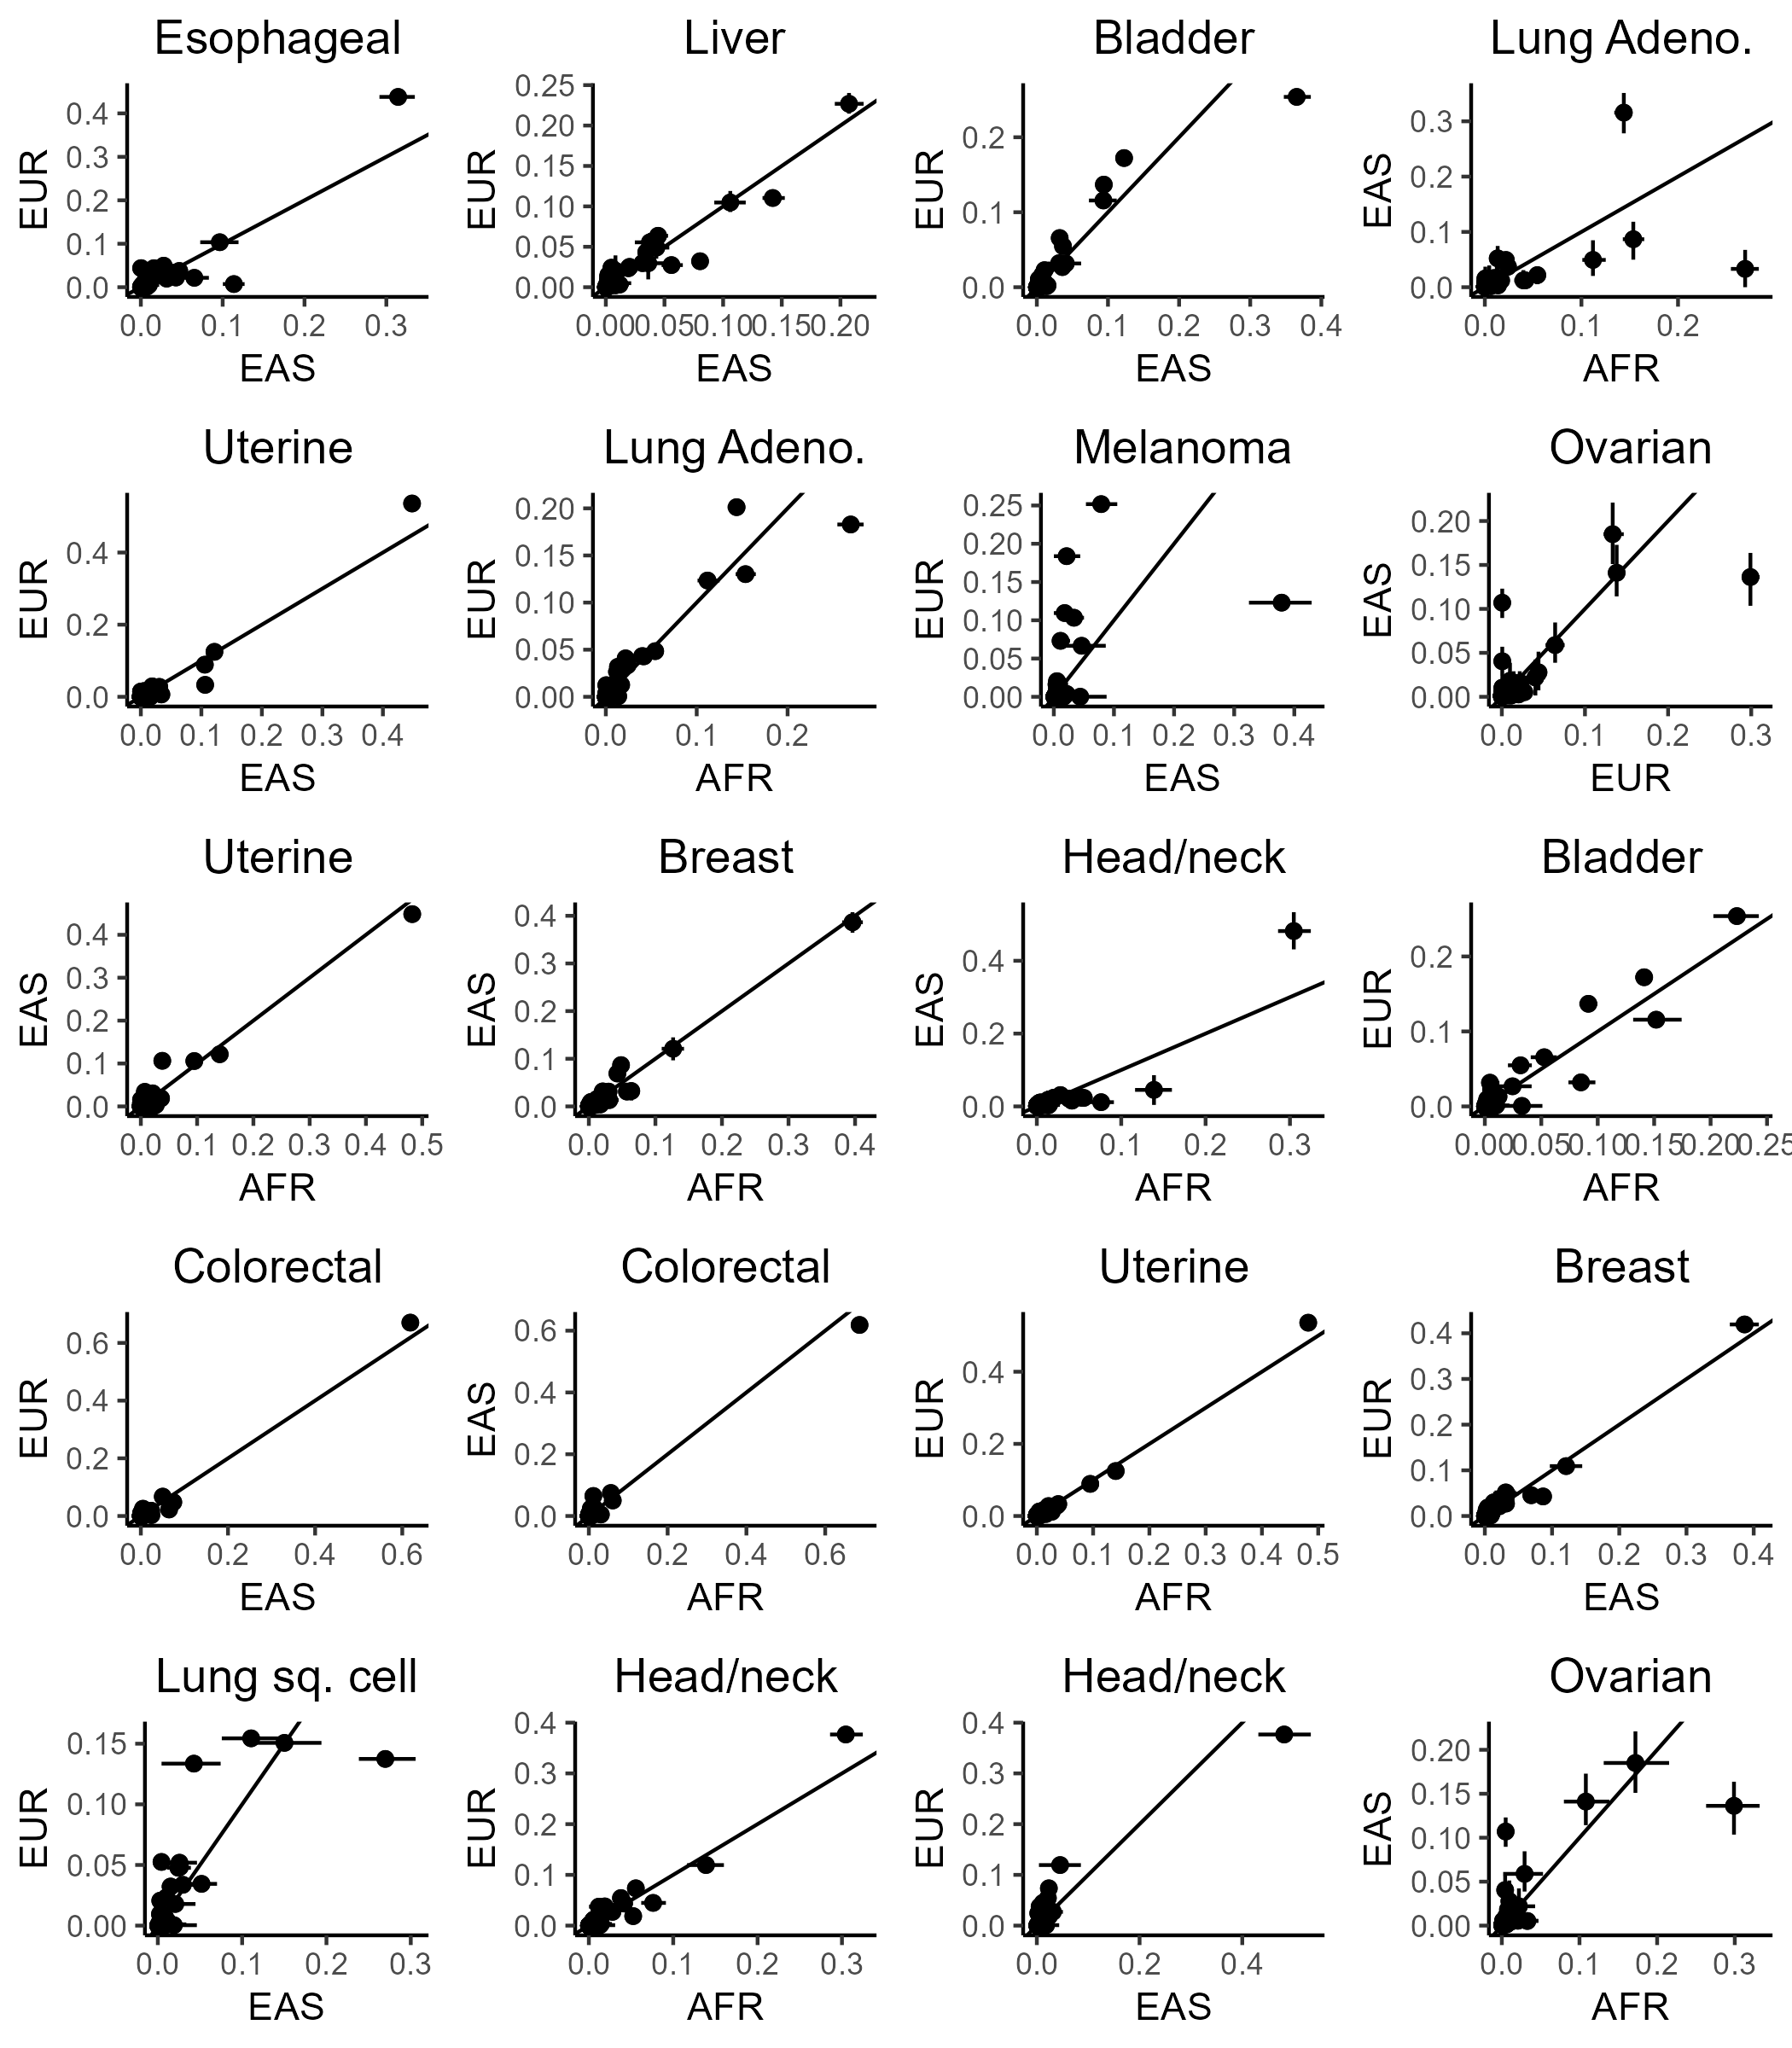 Esophageal Liver Bladder Lung Adeno.
EUR 0.4 0.3 0.2 0.1 0.0 EUR 0.25 0.20 0.15 0.10 0.05 0.00 EUR 0.2 0.1 0.0 EAS 0.3 0.2 0.1 0.0
0.0 0.1 0.2 0.3 0.00 0.05 0.10 0.15 0.20 0.0 0.1 0.2 0.3 0.4 0.0 0.1 0.2
EAS EAS EAS AFR
Uterine Lung Adeno. Melanoma Ovarian
EUR 0.4 0.2 0.0 EUR 0.20 0.15 0.10 0.05 0.00 EUR 0.25 0.20 0.15 0.10 0.05 0.00 EAS 0.20 0.15 0.10 0.05 0.00
0.0 0.1 0.2 0.3 0.4 0.0 0.1 0.2 0.0 0.1 0.2 0.3 0.4 0.0 0.1 0.2 0.3
EAS AFR EAS EUR
Uterine Breast Head/neck Bladder
EAS 0.4 0.3 0.2 0.1 0.0 EAS 0.4 0.3 0.2 0.1 0.0 EAS 0.4 0.2 0.0 EUR 0.2 0.1 0.0
0.0 0.1 0.2 0.3 0.4 0.5 0.0 0.1 0.2 0.3 0.4 0.0 0.1 0.2 0.3 0.00 0.05 0.10 0.15 0.20 0.25
AFR AFR AFR AFR
Colorectal Colorectal Uterine Breast
EUR 0.6 0.4 0.2 0.0 EAS 0.6 0.4 0.2 0.0 EUR 0.4 0.2 0.0 EUR 0.4 0.3 0.2 0.1 0.0
0.0 0.2 0.4 0.6 0.0 0.2 0.4 0.6 0.0 0.1 0.2 0.3 0.4 0.5 0.0 0.1 0.2 0.3 0.4
EAS AFR AFR EAS
Lung sq. cell Head/neck Head/neck Ovarian
EUR 0.15 0.10 0.05 0.00 EUR 0.4 0.3 0.2 0.1 0.0 EUR 0.4 0.3 0.2 0.1 0.0 EAS 0.20 0.15 0.10 0.05 0.00
0.0 0.1 0.2 0.3 0.0 0.1 0.2 0.3 0.0 0.2 0.4 0.0 0.1 0.2 0.3
EAS AFR EAS AFR